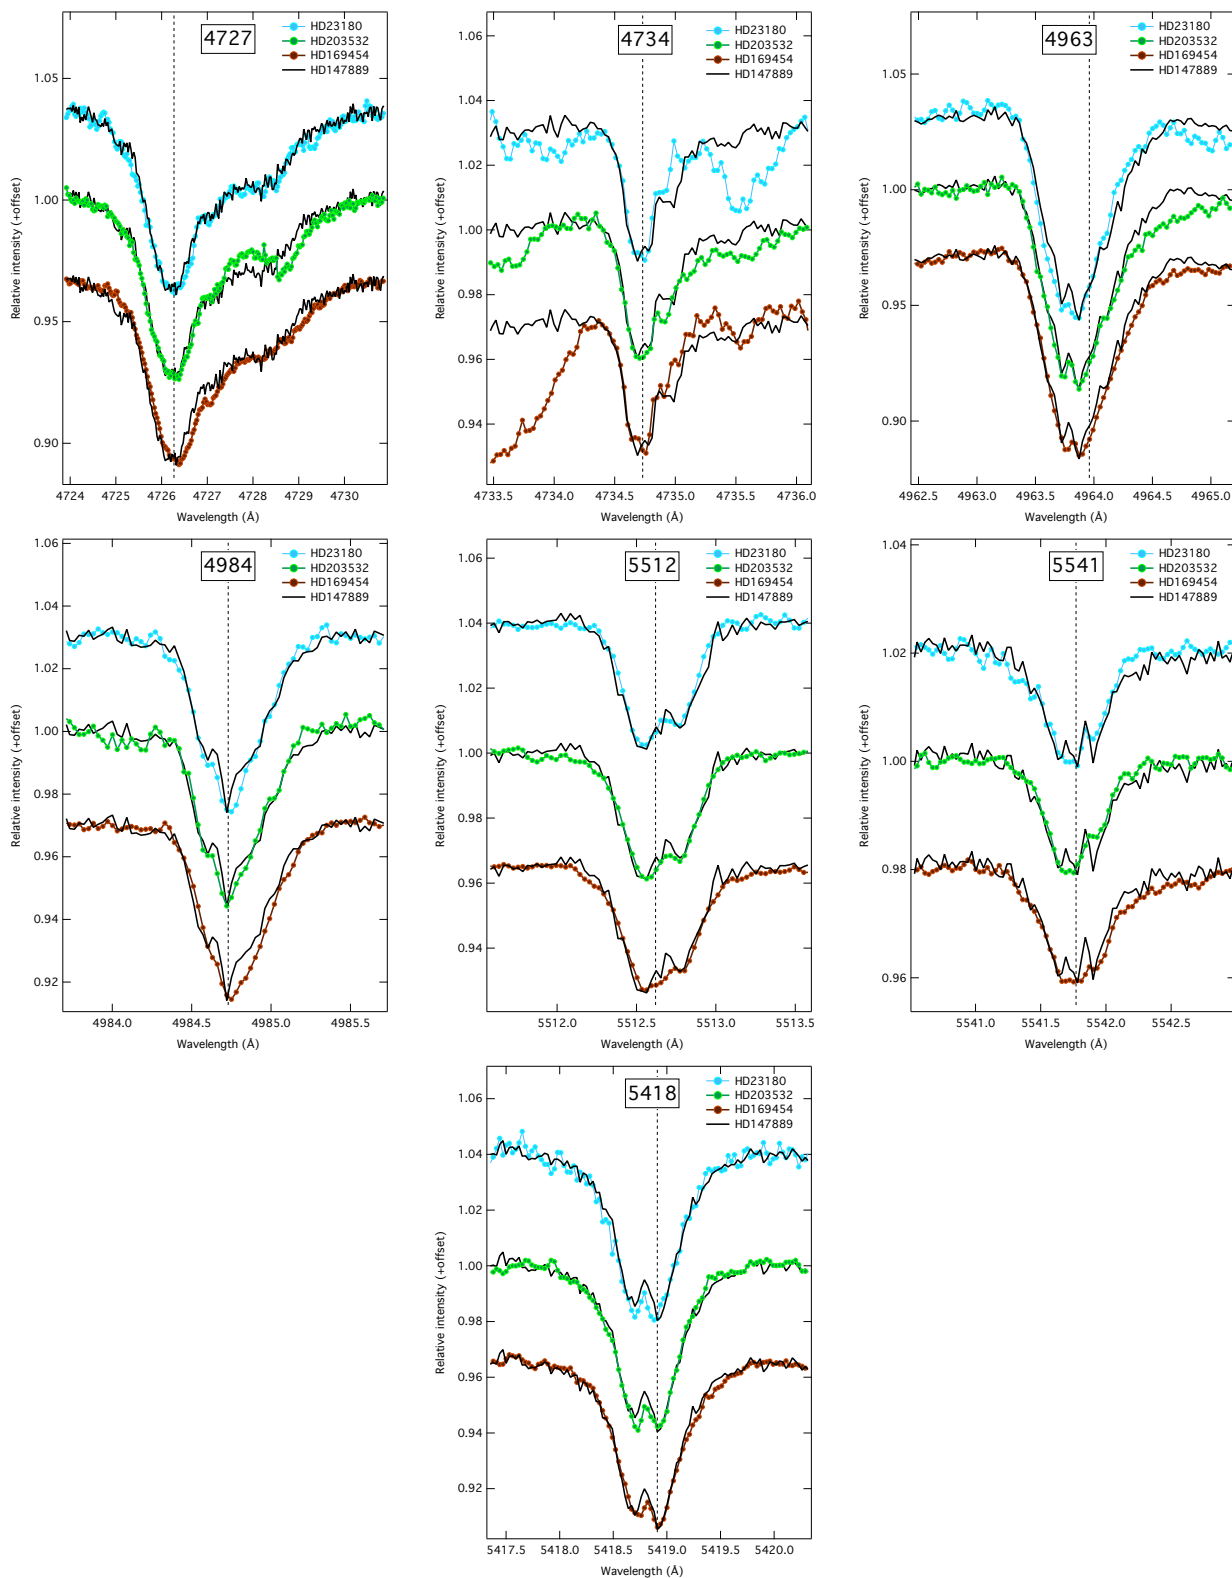 4727
HD23180
HD203532
HD169454
HD147889
1.05
1.00
0.95
0.90
Relative intensity (+offset)
4724 4725 4726 4727 4728 4729 4730
Wavelength (Å)
4734
HD23180
HD203532
HD169454
HD147889
1.06
1.04
1.02
1.00
0.98
0.96
0.94
Relative intensity (+offset)
4733.5 4734.0 4734.5 4735.0 4735.5 4736.0
Wavelength (Å)
4963
HD23180
HD203532
HD169454
HD147889
1.05
1.00
0.95
0.90
Relative intensity (+offset)
4962.5 4963.0 4963.5 4964.0 4964.5 4965.0
Wavelength (Å)
4984
HD23180
HD203532
HD169454
HD147889
1.06
1.04
1.02
1.00
0.98
0.96
0.94
0.92
Relative intensity (+offset)
4984.0 4984.5 4985.0 4985.5
Wavelength (Å)
5512
HD23180
HD203532
HD169454
HD147889
1.06
1.04
1.02
1.00
0.98
0.96
0.94
Relative intensity (+offset)
5512.0 5512.5 5513.0 5513.5
Wavelength (Å)
5541
HD23180
HD203532
HD169454
HD147889
1.04
1.02
1.00
0.98
0.96
Relative intensity (+offset)
5541.0 5541.5 5542.0 5542.5
Wavelength (Å)
5418
HD23180
HD203532
HD169454
HD147889
1.06
1.04
1.02
1.00
0.98
0.96
0.94
0.92
Relative intensity (+offset)
5417.5 5418.0 5418.5 5419.0 5419.5 5420.0
Wavelength (Å)